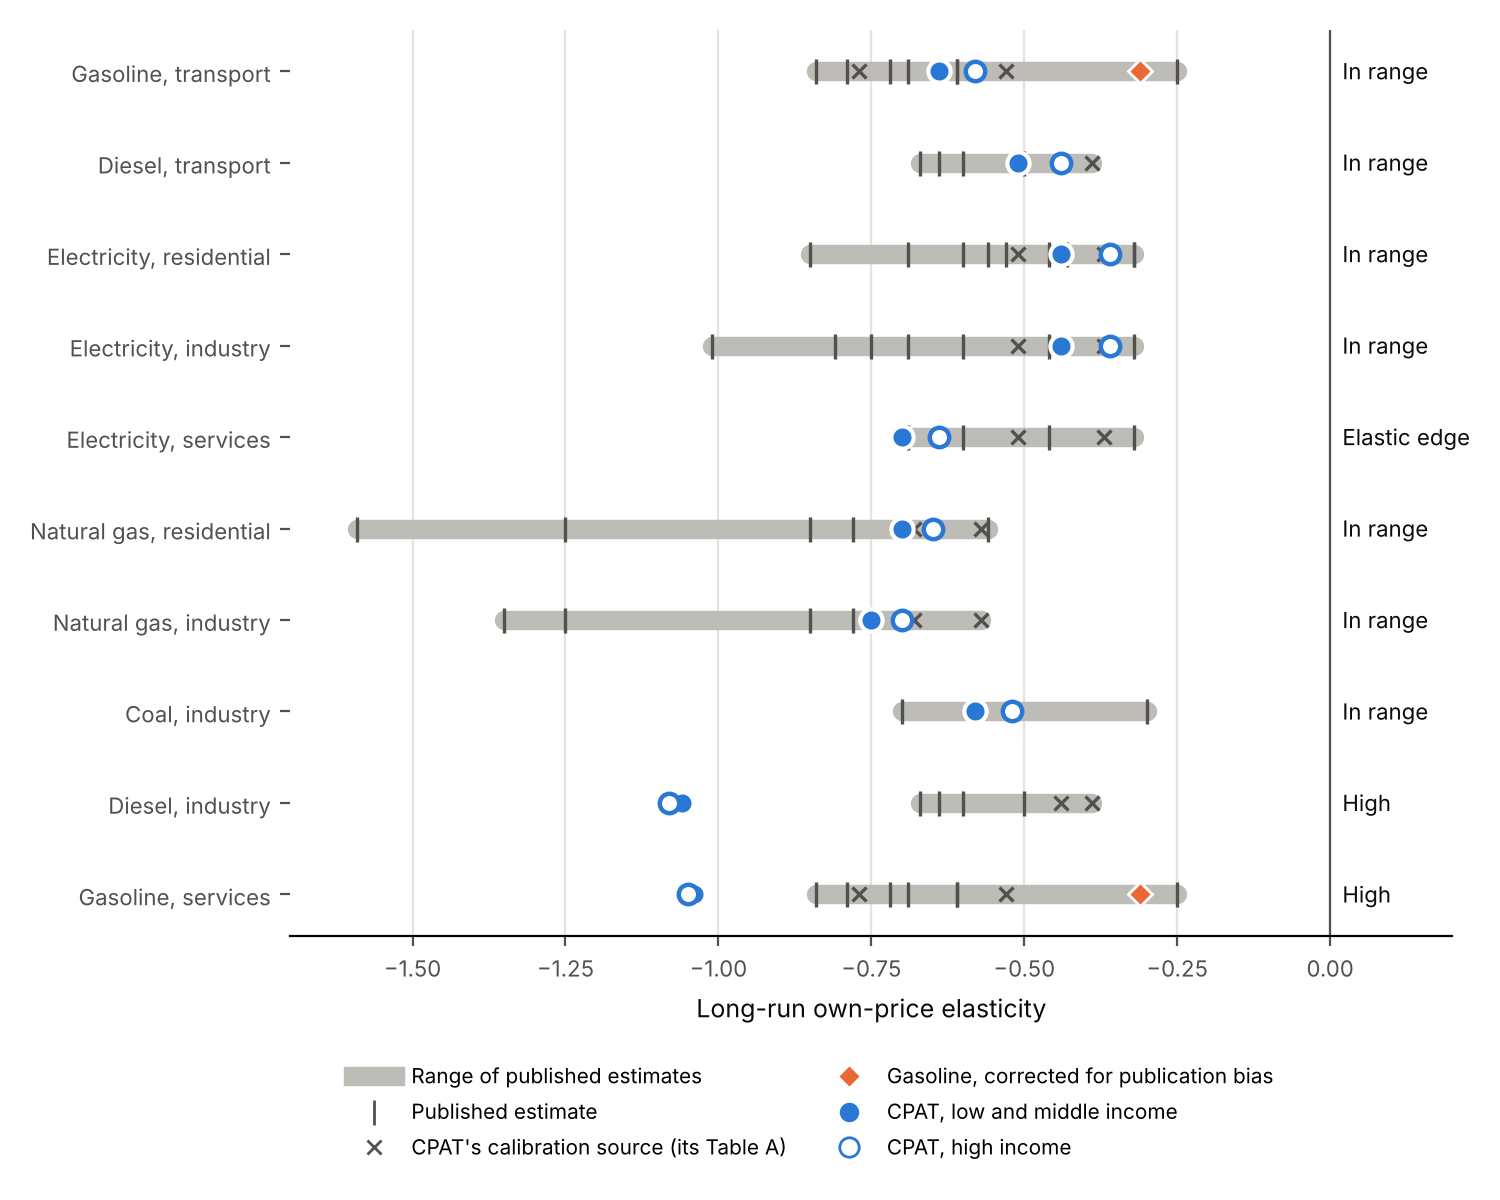 Gasoline, transport
In range
Diesel, transport
In range
Electricity, residential
In range
Electricity, industry
In range
Electricity, services
Elastic edge
Natural gas, residential
In range
Natural gas, industry
In range
Coal, industry
In range
Diesel, industry
High
Gasoline, services
High
−1.50 −1.25 −1.00 −0.75 −0.50 −0.25 0.00
Long-run own-price elasticity
Range of published estimates
Published estimate
CPAT's calibration source (its Table A)
Gasoline, corrected for publication bias
CPAT, low and middle income
CPAT, high income